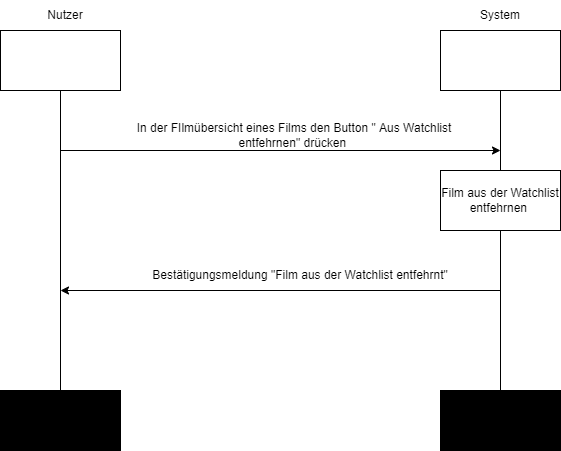 Nutzer
System
In der FIlmübersicht eines Films den Button " Aus Watchlist
entfehrnen" drücken
Film aus der Watchlist
entfehrnen
Bestätigungsmeldung "Film aus der Watchlist entfehrnt"